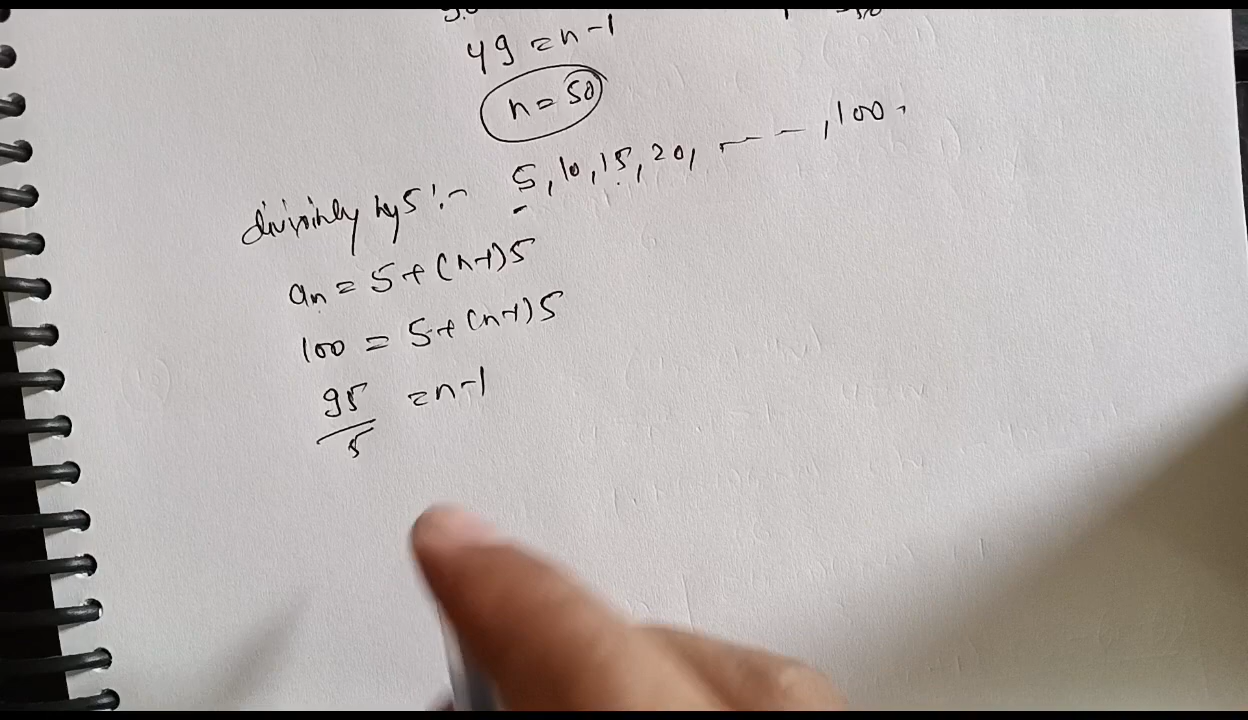 49 = n-1
n = 50
divisinly by 5 :- 5, 10, 15, 20, -----, 100.
an = 5+(n-1)5
100 = 5+(n-1)5
95/5 = n-1